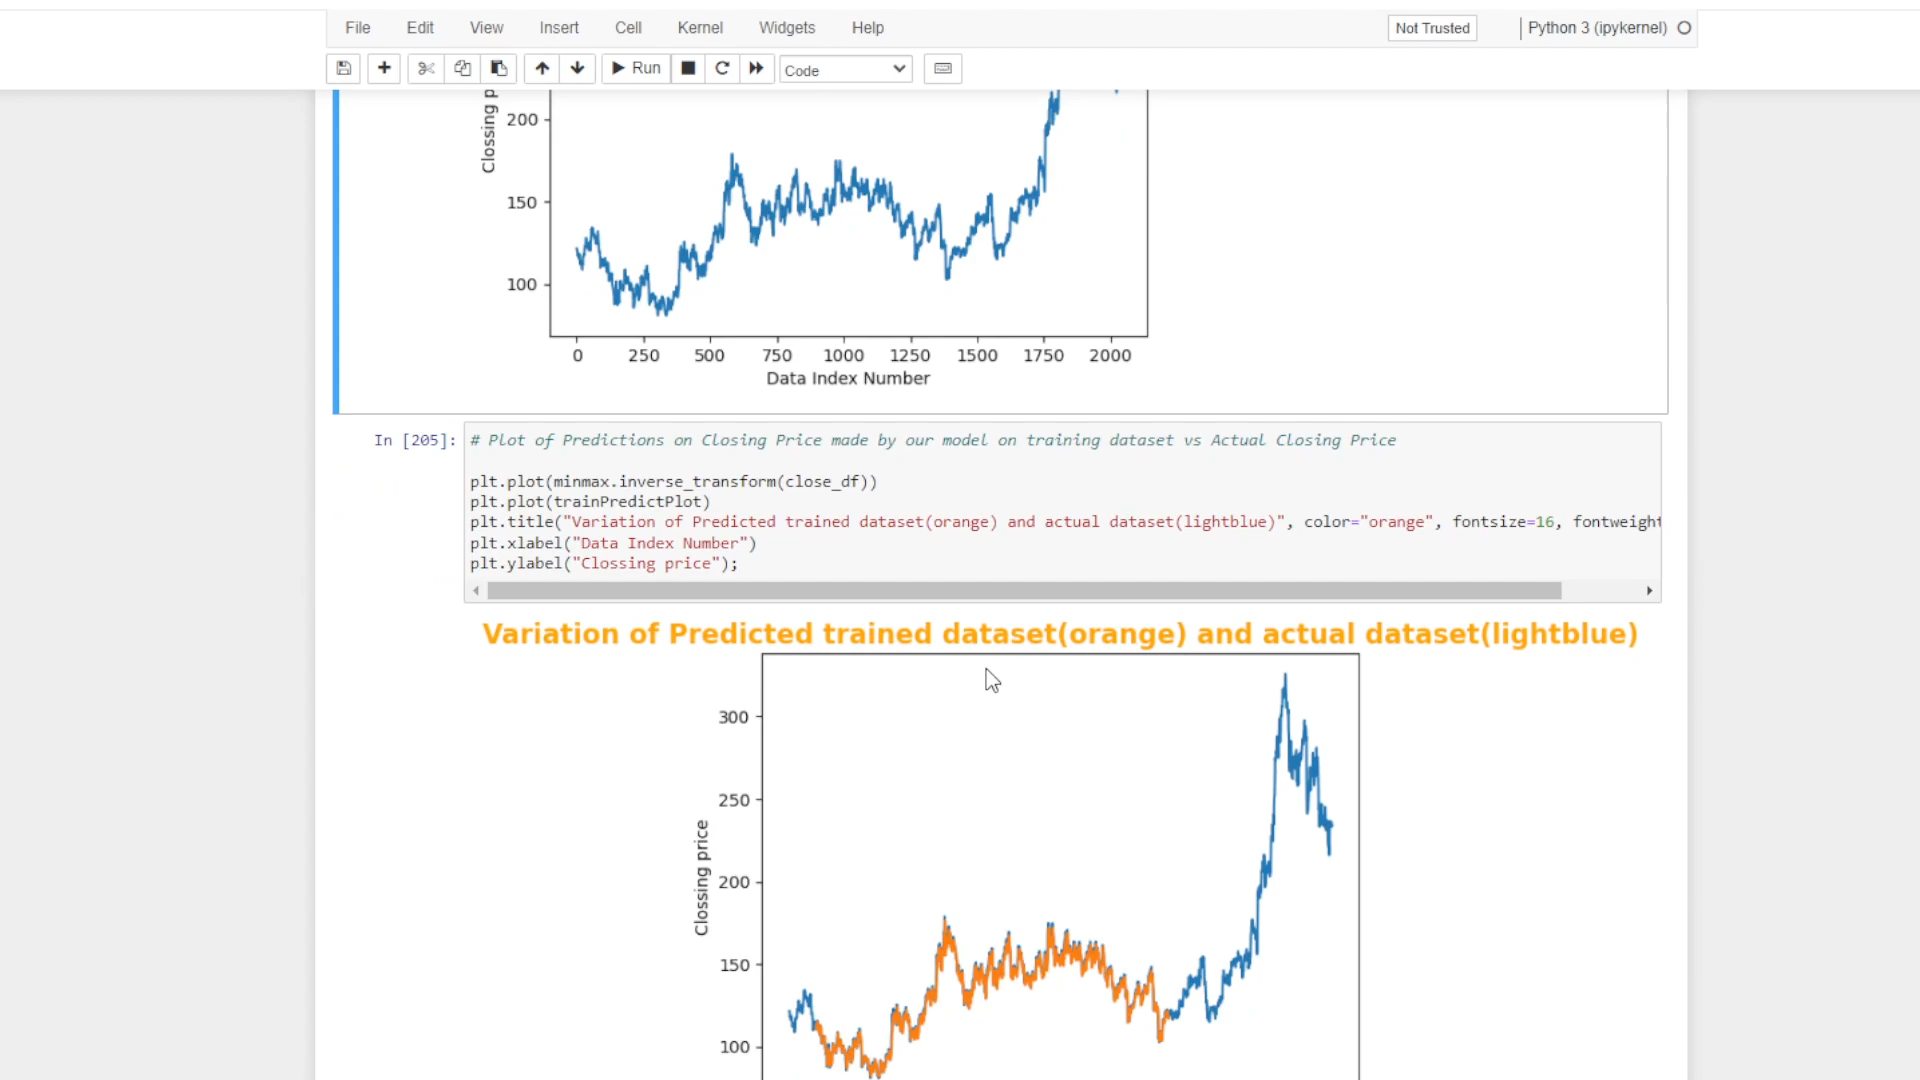 File Edit View Insert Cell Kernel Widgets Help Not Trusted Python 3 (ipykernel)
Run Code
Clossing p
200
150
100
0 250 500 750 1000 1250 1500 1750 2000
Data Index Number
In [205]:
# Plot of Predictions on Closing Price made by our model on training dataset vs Actual Closing Price
plt.plot(minmax.inverse_transform(close_df))
plt.plot(trainPredictPlot)
plt.title("Variation of Predicted trained dataset(orange) and actual dataset(lightblue)", color="orange", fontsize=16, fontweight
plt.xlabel("Data Index Number")
plt.ylabel("Clossing price");
Variation of Predicted trained dataset(orange) and actual dataset(lightblue)
Clossing price
300
250
200
150
100